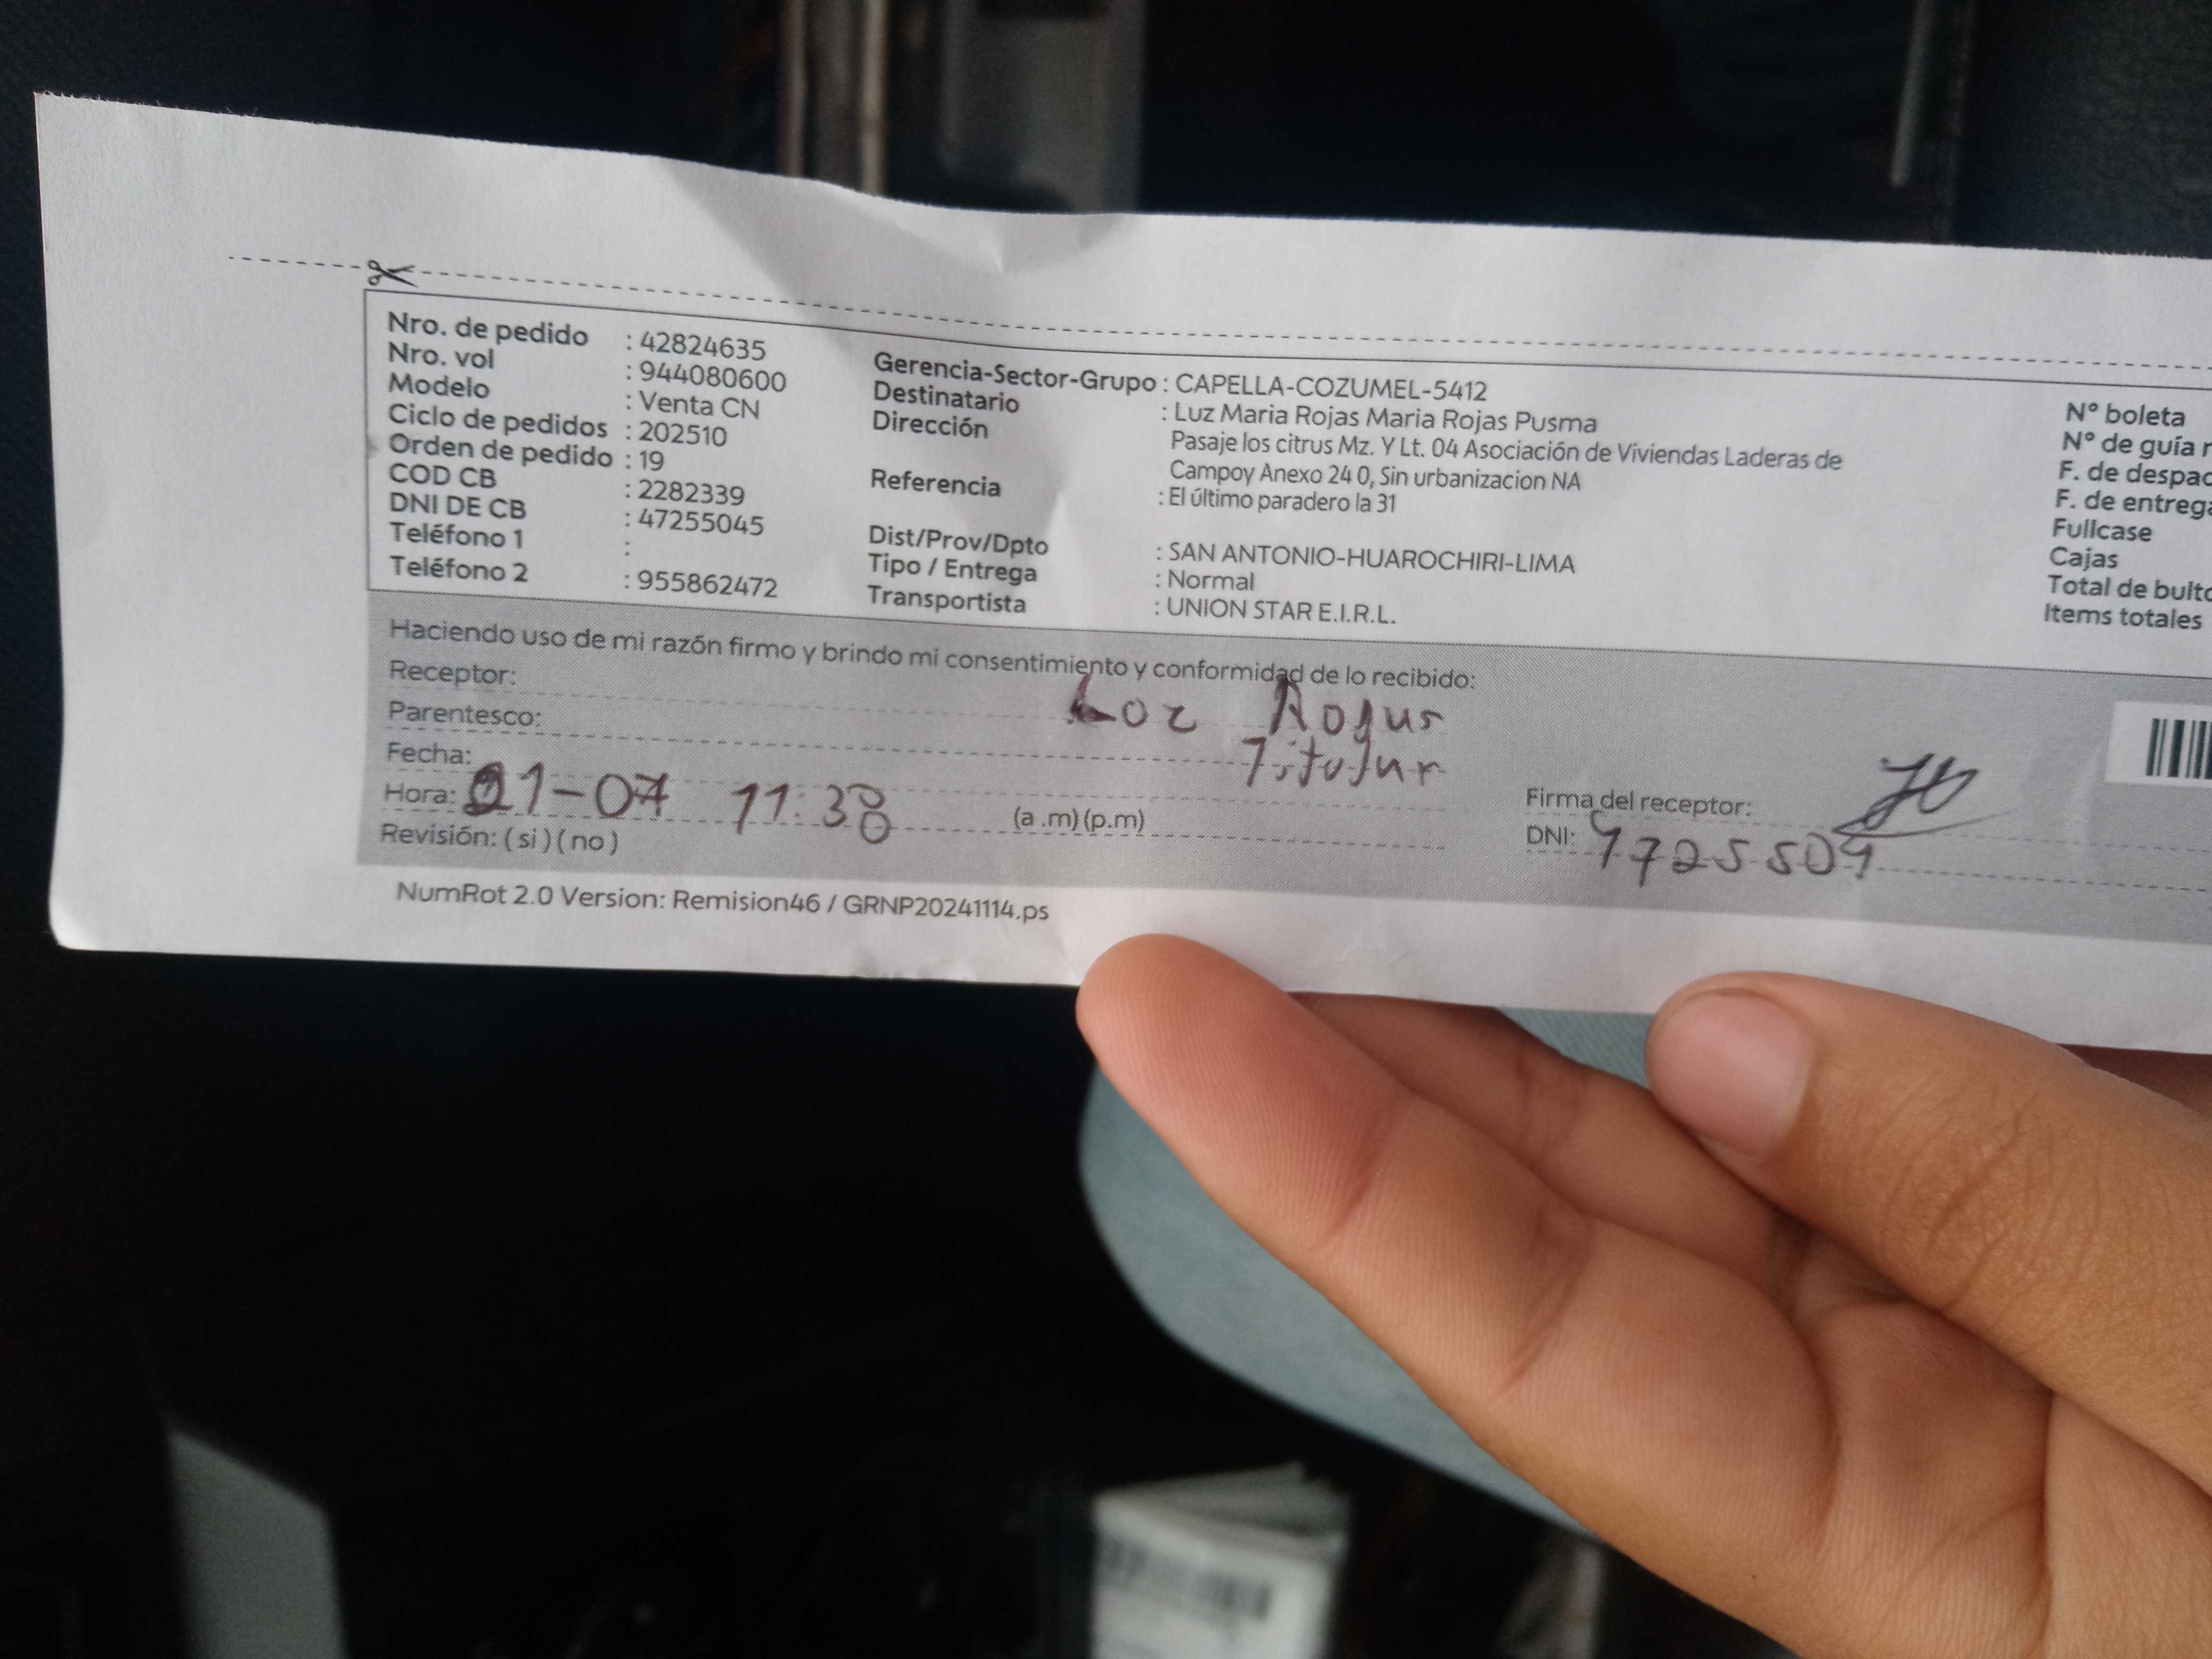 Nro. de pedido : 42824635
Nro. vol : 944080600
Modelo : Venta CN
Ciclo de pedidos : 202510
Orden de pedido : 19
COD CB : 2282339
DNI DE CB : 47255045
Teléfono 1 :
Teléfono 2 : 955862472
Gerencia-Sector-Grupo : CAPELLA-COZUMEL-5412
Destinatario : Luz Maria Rojas Maria Rojas Pusma
Dirección Pasaje los citrus Mz. Y Lt. 04 Asociación de Viviendas Laderas de
Campoy Anexo 24 0, Sin urbanizacion NA
Referencia : El último paradero la 31
Dist/Prov/Dpto : SAN ANTONIO-HUAROCHIRI-LIMA
Tipo / Entrega : Normal
Transportista : UNION STAR E.I.R.L.
N° boleta
N° de guía r
F. de despac
F. de entrega
Fullcase
Cajas
Total de bulto
Items totales
Haciendo uso de mi razón firmo y brindo mi consentimiento y conformidad de lo recibido:
Receptor: Loz Rojas
Parentesco: Titular
Fecha:
Hora: 01-07 11:38 (a .m) (p.m)
Revisión: ( si ) ( no )
Firma del receptor:
DNI:
NumRot 2.0 Version: Remision46 / GRNP20241114.ps